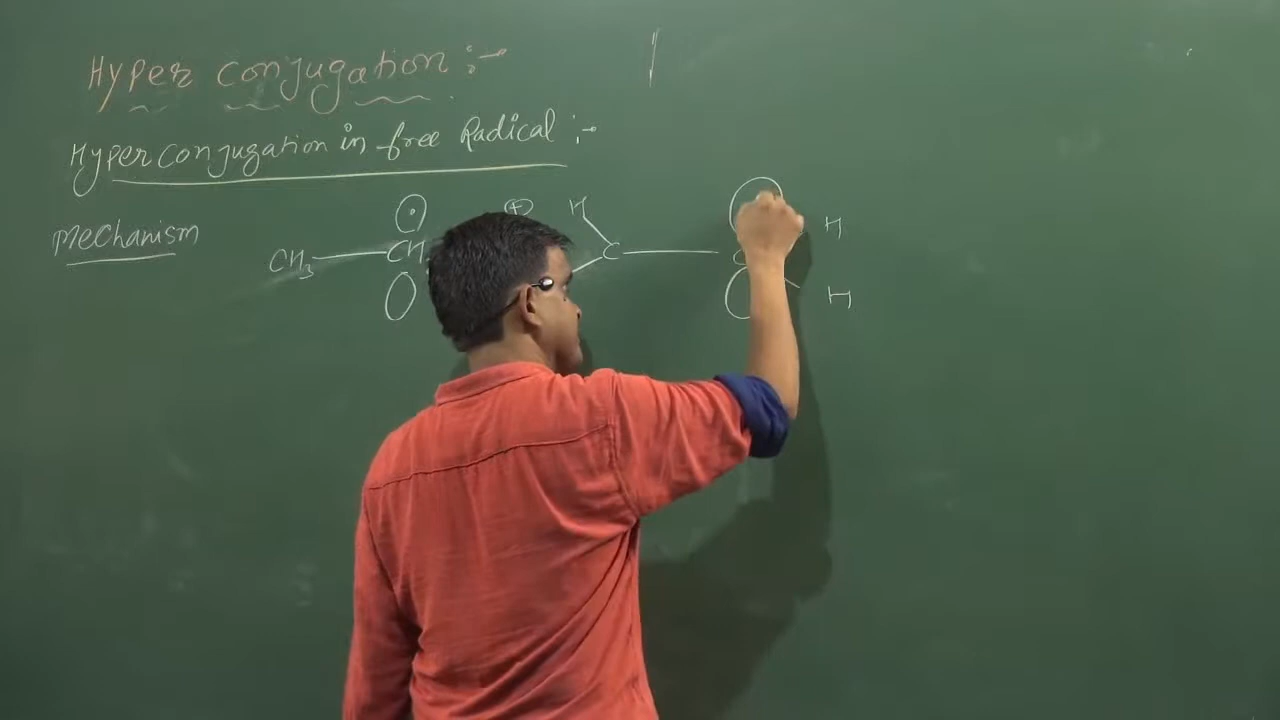 Hyper conjugation :-
Hyper Conjugation in free Radical :-
Mechanism
CH3 — CH
⊕
H
C
C
H
H